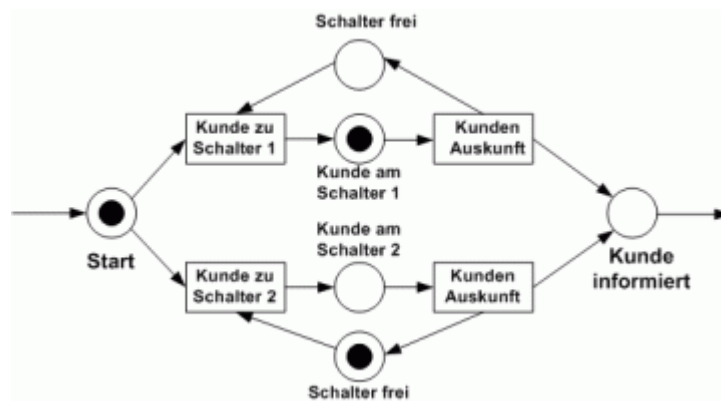 Schalter frei
Kunde zu
Schalter 1
Kunden
Auskunft
Kunde am
Schalter 1
Start
Kunde am
Schalter 2
Kunde
informiert
Kunde zu
Schalter 2
Kunden
Auskunft
Schalter frei